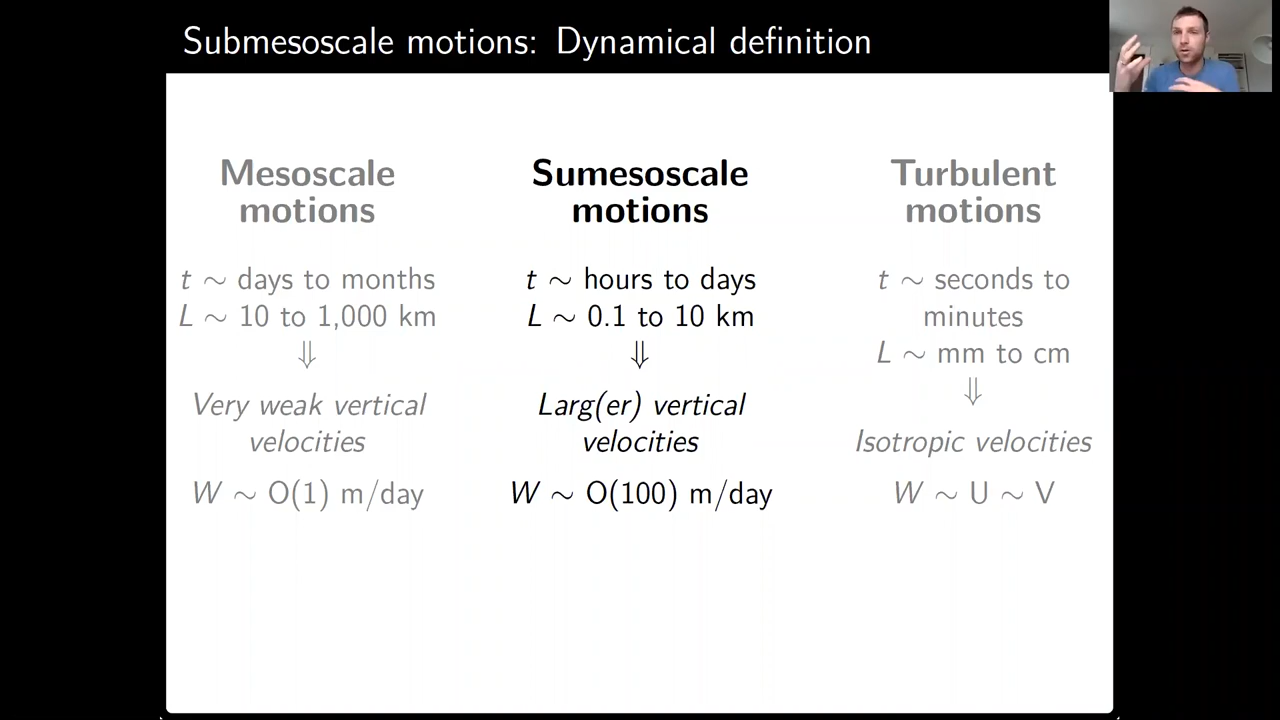 Submesoscale motions: Dynamical definition
Mesoscale
motions
t ∼ days to months
L ∼ 10 to 1,000 km
⇓
Very weak vertical
velocities
W ∼ O(1) m/day
Sumesoscale
motions
t ∼ hours to days
L ∼ 0.1 to 10 km
⇓
Larg(er) vertical
velocities
W ∼ O(100) m/day
Turbulent
motions
t ∼ seconds to
minutes
L ∼ mm to cm
⇓
Isotropic velocities
W ∼ U ∼ V